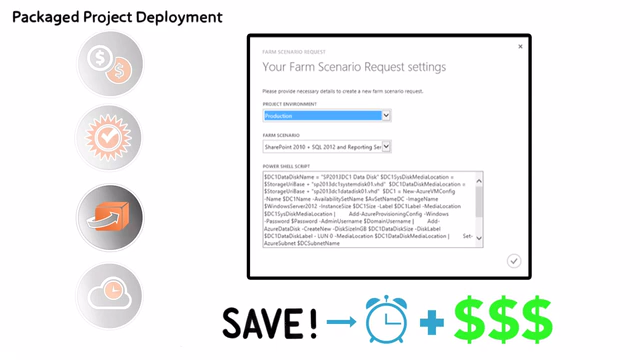 Packaged Project Deployment
$
$
FARM SCENARIO REQUEST
Your Farm Scenario Request settings
Please provide necessary details to create a new farm scenario request.
PROJECT ENVIRONMENT
Production
FARM SCENARIO
SharePoint 2010 + SQL 2012 and Reporting Ser
POWER SHELL SCRIPT
$DC1DataDiskName = "SP2013DC1 Data Disk" $DC1SysDiskMediaLocation =
$StorageUriBase + "sp2013dc1systemdisk01.vhd" $DC1DataDiskMediaLocation =
$StorageUriBase + "sp2013dc1datadisk01.vhd" $DC1 = New-AzureVMConfig
-Name $DC1Name -AvailabilitySetName $AvSetNameDC -ImageName
$WindowsServer2012 -InstanceSize $DC1Size -Label $DC1Label -MediaLocation
$DC1SysDiskMediaLocation | Add-AzureProvisioningConfig -Windows
-Password $Password -AdminUsername $DomainUsername | Add-
AzureDataDisk -CreateNew -DiskSizeInGB $DC1DataDiskSize -DiskLabel
$DC1DataDiskLabel - LUN 0 -MediaLocation $DC1DataDiskMediaLocation | Set-
AzureSubnet $DC1SubnetName
SAVE! + $$$